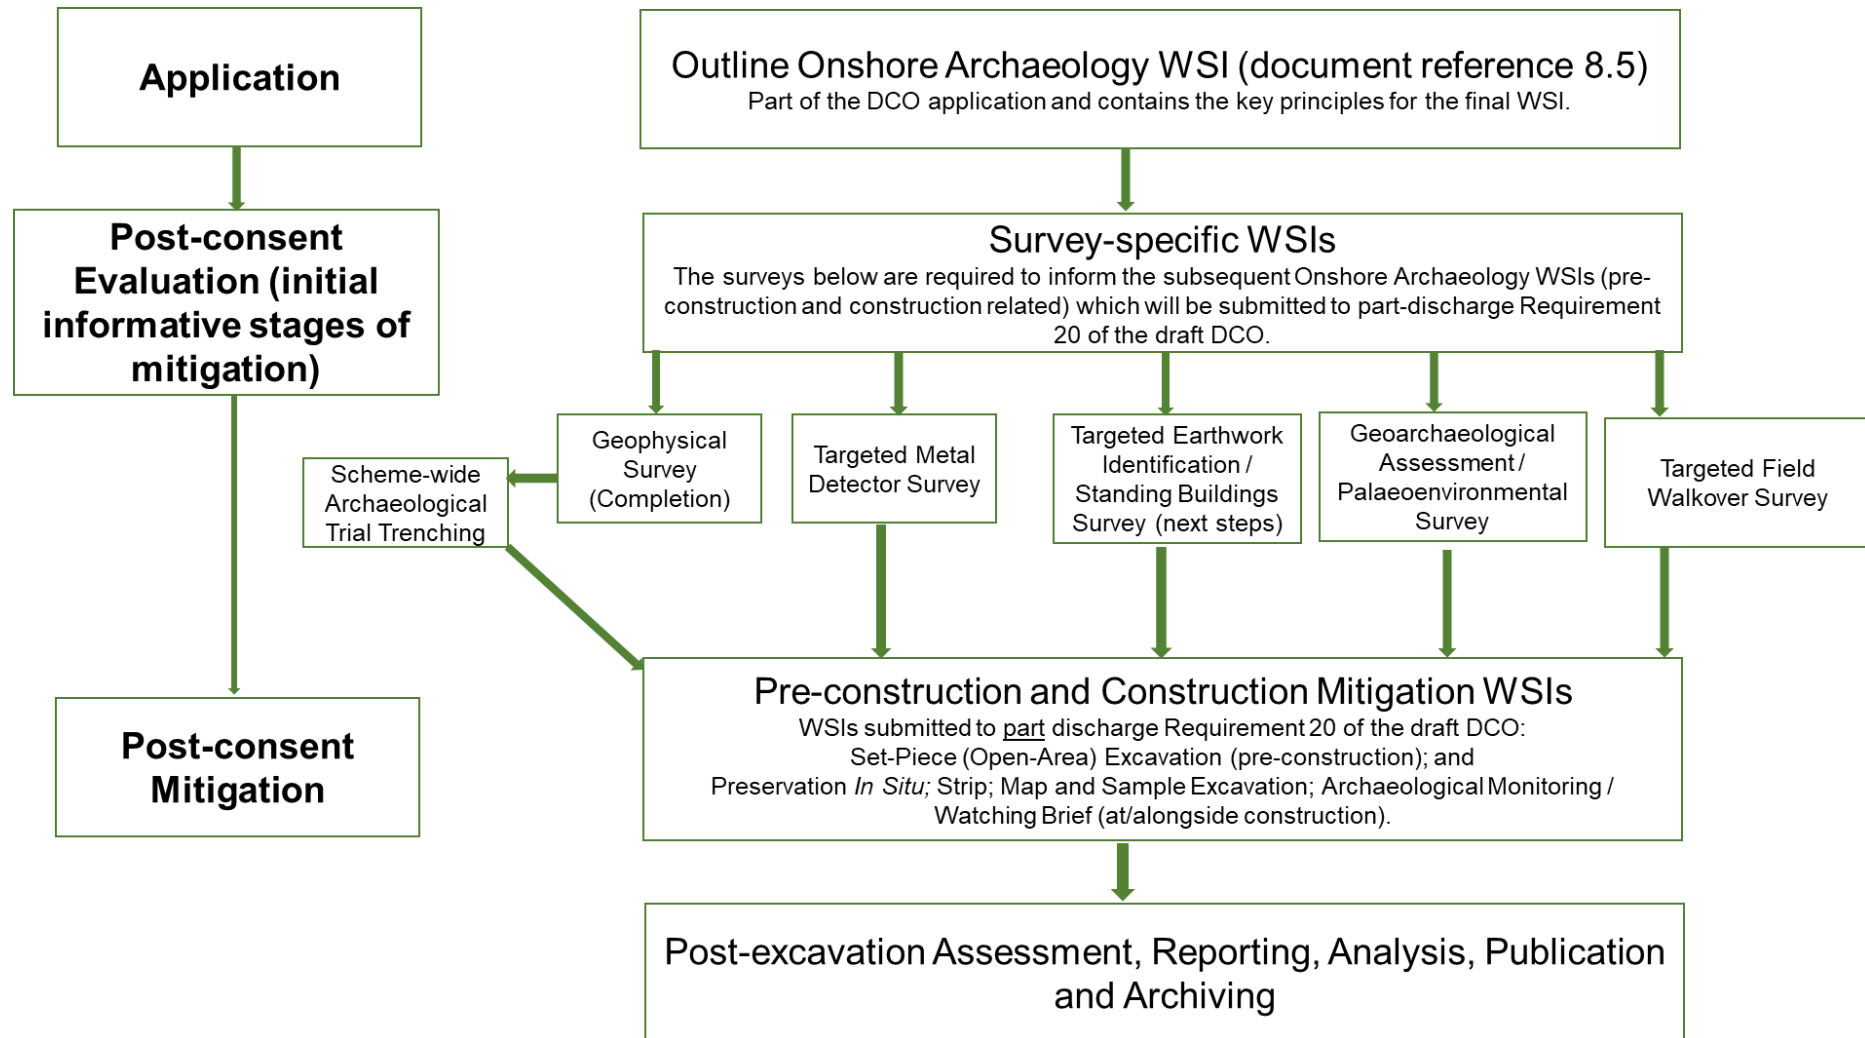 Application
Outline Onshore Archaeology WSI (document reference 8.5)
Part of the DCO application and contains the key principles for the final WSI.
Post-consent
Evaluation (initial
informative stages of
mitigation)
Survey-specific WSIs
The surveys below are required to inform the subsequent Onshore Archaeology WSIs (pre-
construction and construction related) which will be submitted to part-discharge Requirement
20 of the draft DCO.
Scheme-wide
Archaeological
Trial Trenching
Geophysical
Survey
(Completion)
Targeted Metal
Detector Survey
Targeted Earthwork
Identification /
Standing Buildings
Survey (next steps)
Geoarchaeological
Assessment /
Palaeoenvironmental
Survey
Targeted Field
Walkover Survey
Post-consent
Mitigation
Pre-construction and Construction Mitigation WSIs
WSIs submitted to part discharge Requirement 20 of the draft DCO:
Set-Piece (Open-Area) Excavation (pre-construction); and
Preservation In Situ; Strip; Map and Sample Excavation; Archaeological Monitoring /
Watching Brief (at/alongside construction).
Post-excavation Assessment, Reporting, Analysis, Publication
and Archiving